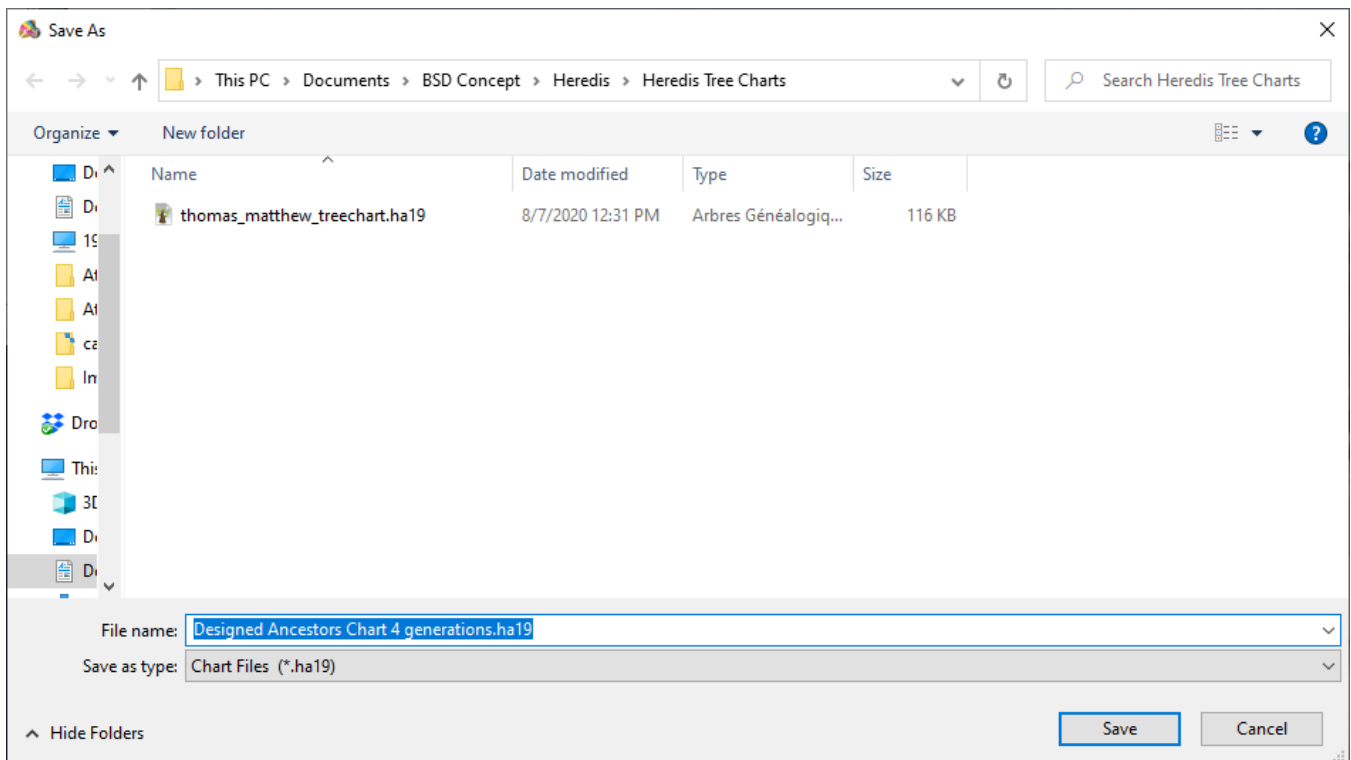 Save As
This PC > Documents > BSD Concept > Heredis > Heredis Tree Charts
Search Heredis Tree Charts
Organize
New folder
Name
Date modified
Type
Size
thomas_matthew_treechart.ha19
8/7/2020 12:31 PM
Arbres Généalogiq...
116 KB
19
Dro
This
3D
File name:
Designed Ancestors Chart 4 generations.ha19
Save as type:
Chart Files (*.ha19)
Hide Folders
Save
Cancel